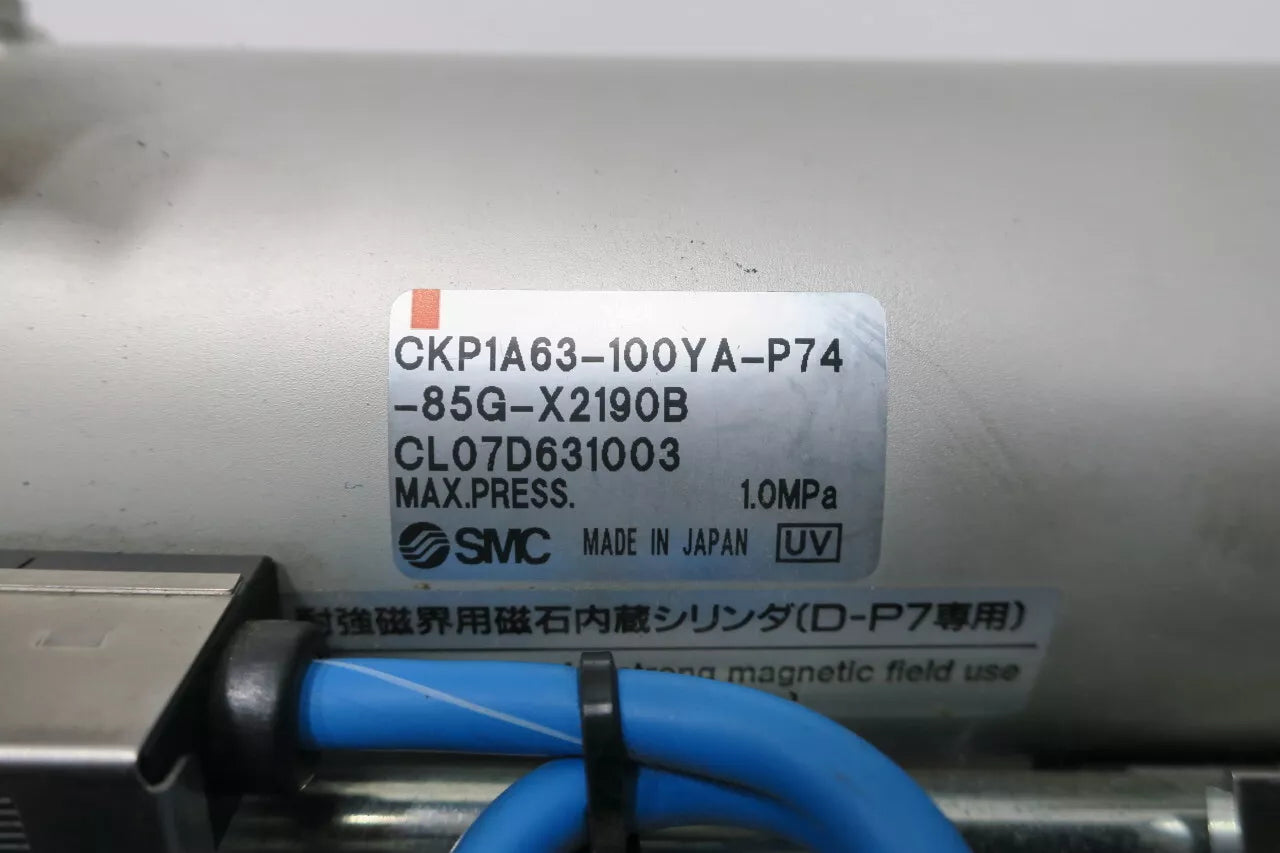 CKP1A63-100YA-P74
-85G-X2190B
CL07D631003
MAX.PRESS. 1.0MPa
SMC MADE IN JAPAN UV
耐強磁界用磁石内蔵シリンダ(D-P7専用)
strong magnetic field use